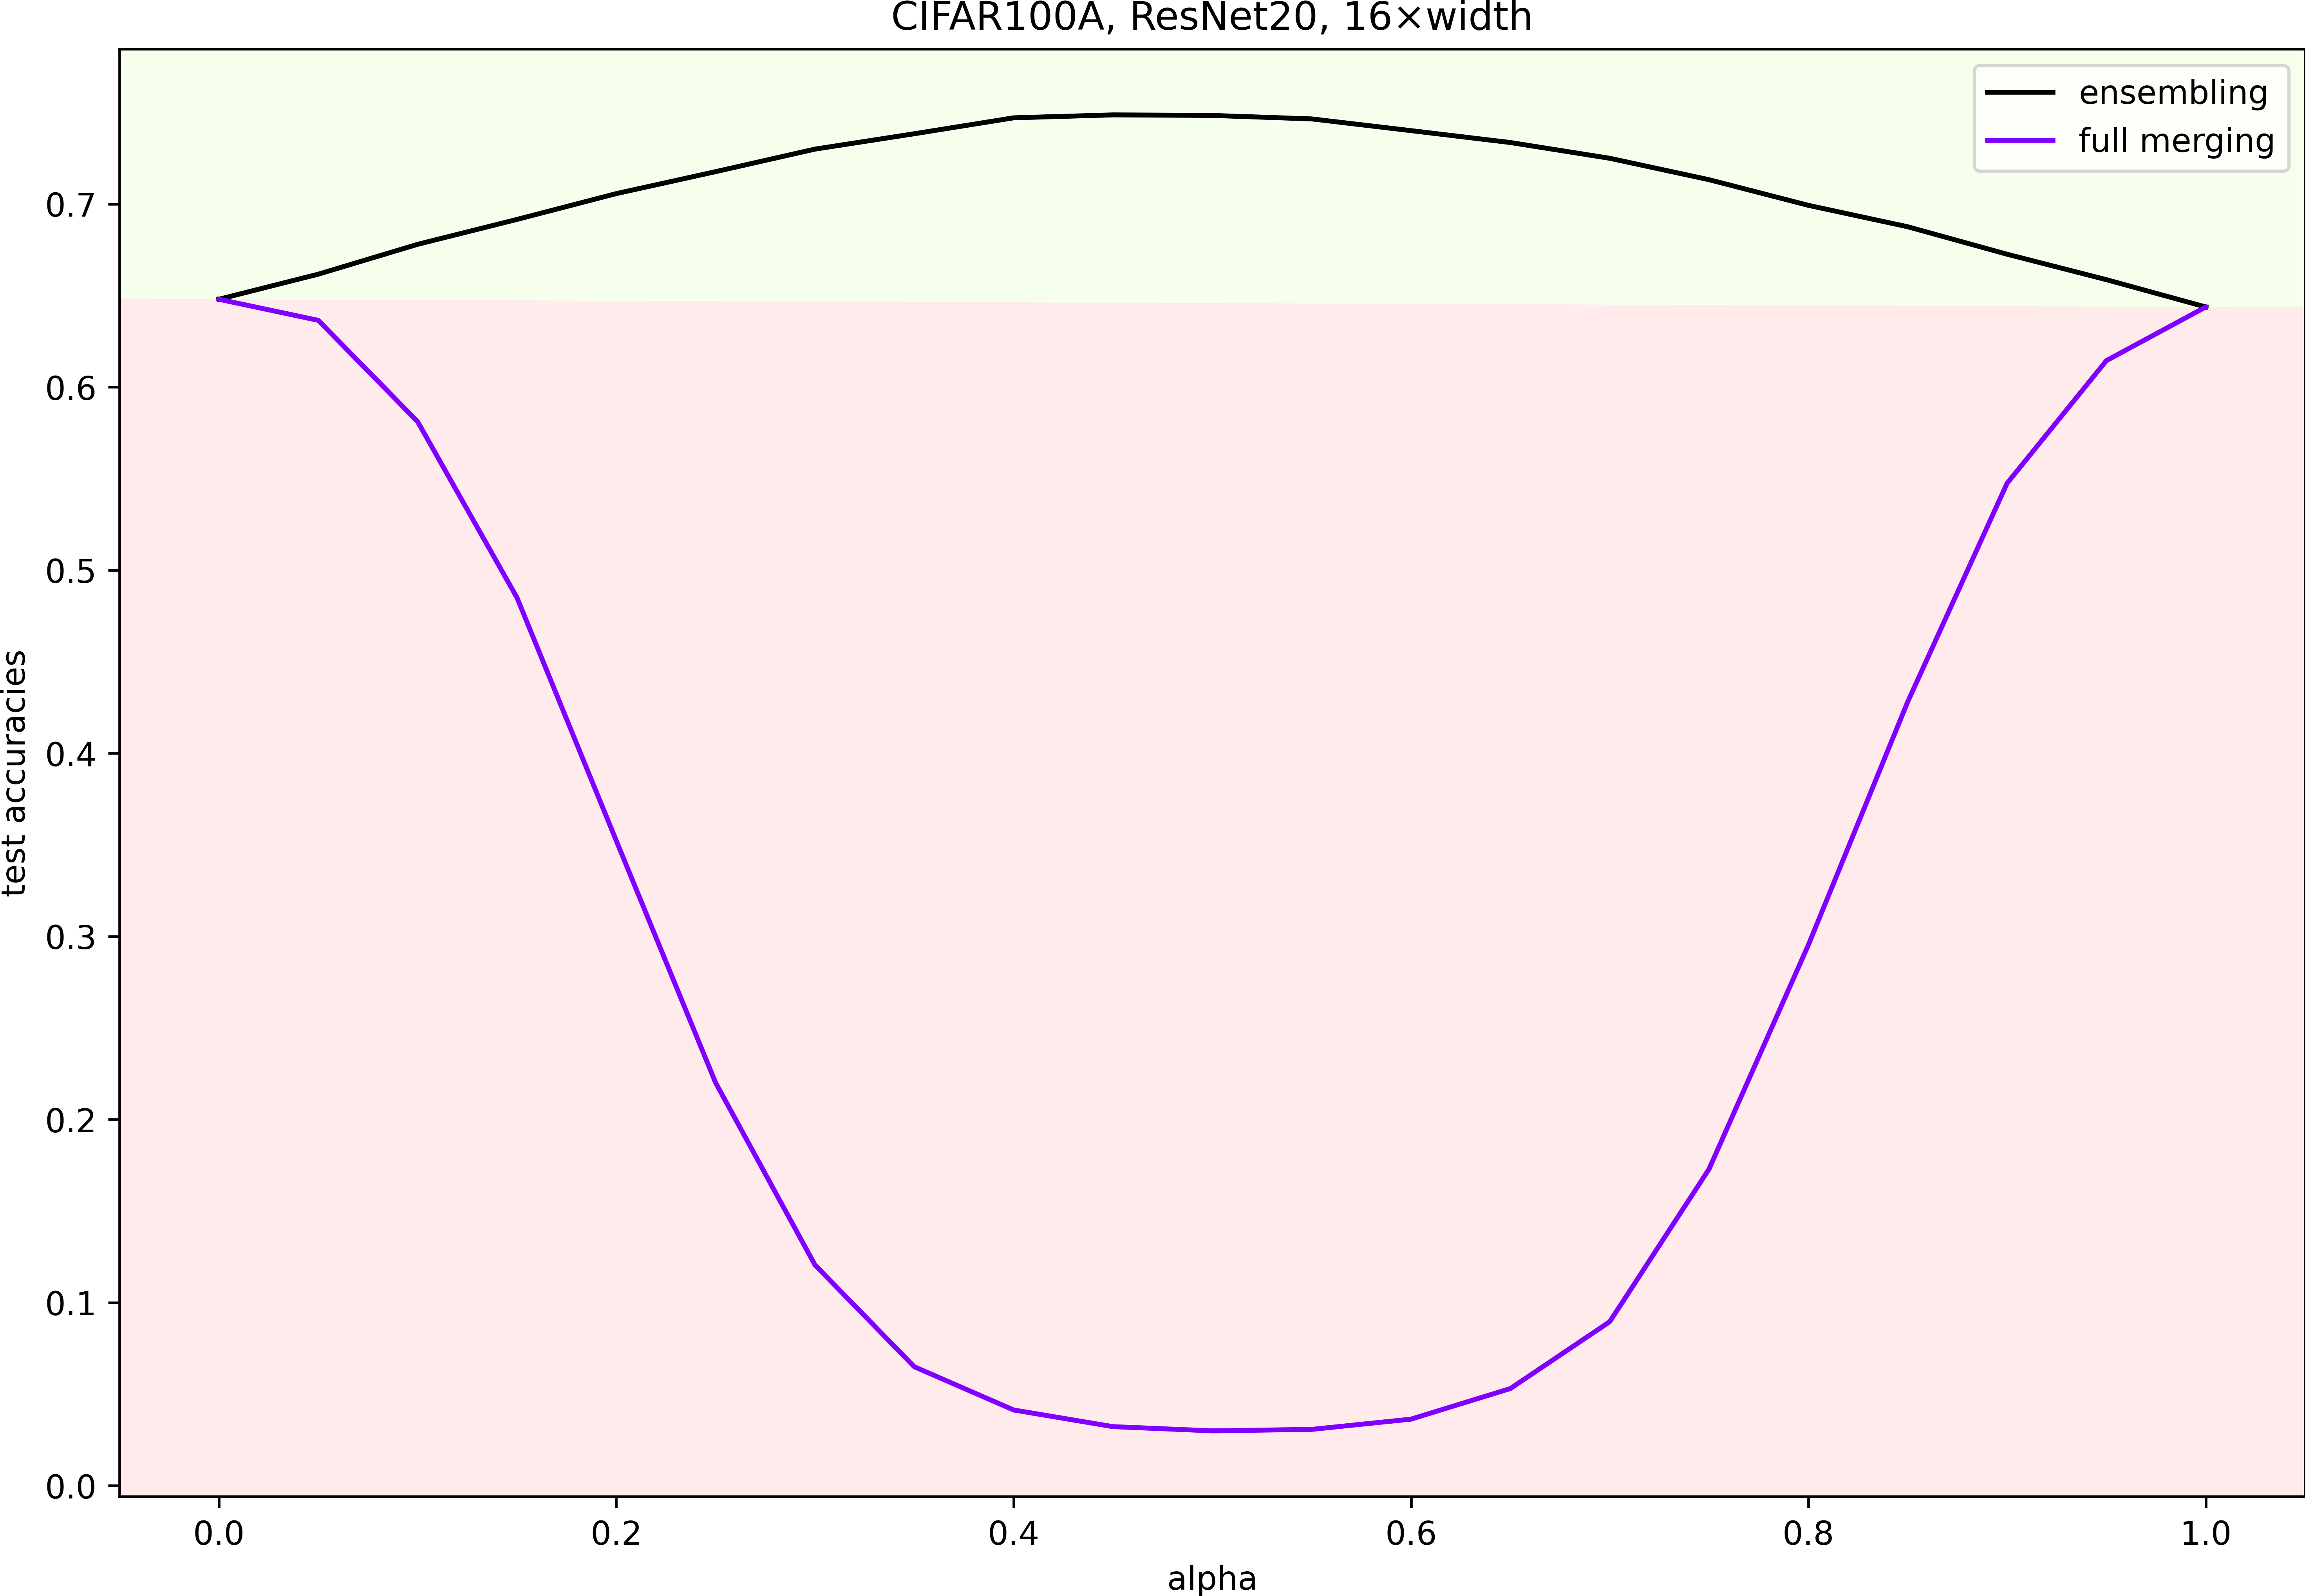 CIFAR100A, ResNet20, 16×width
ensembling
full merging
test accuracies
0.7
0.6
0.5
0.4
0.3
0.2
0.1
0.0
0.0 0.2 0.4 0.6 0.8 1.0
alpha